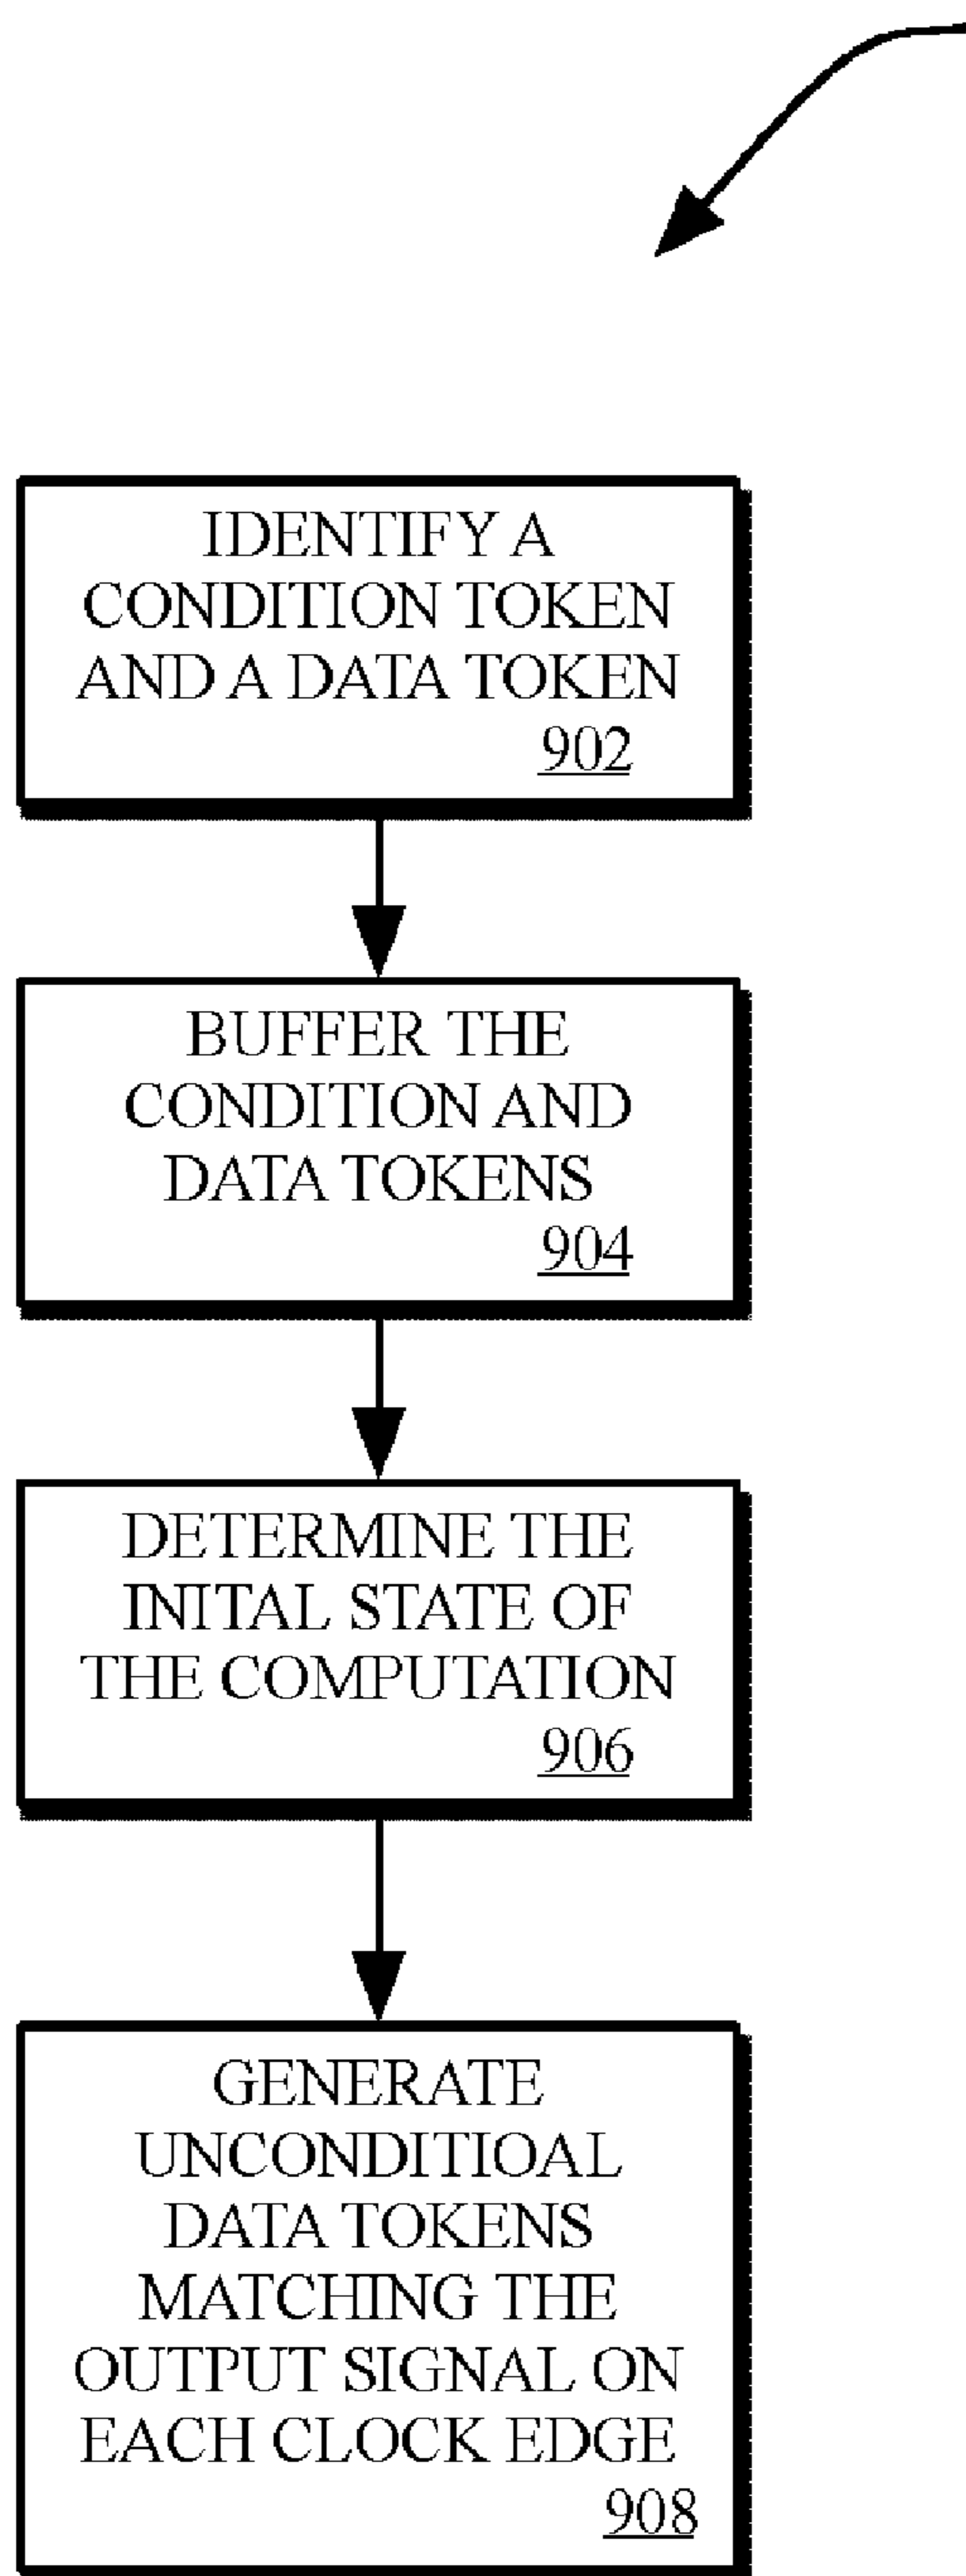 IDENTIFY A
CONDITION TOKEN
AND A DATA TOKEN
902
BUFFER THE
CONDITION AND
DATA TOKENS
904
DETERMINE THE
INITAL STATE OF
THE COMPUTATION
906
GENERATE
UNCONDITIOAL
DATA TOKENS
MATCHING THE
OUTPUT SIGNAL ON
EACH CLOCK EDGE
908